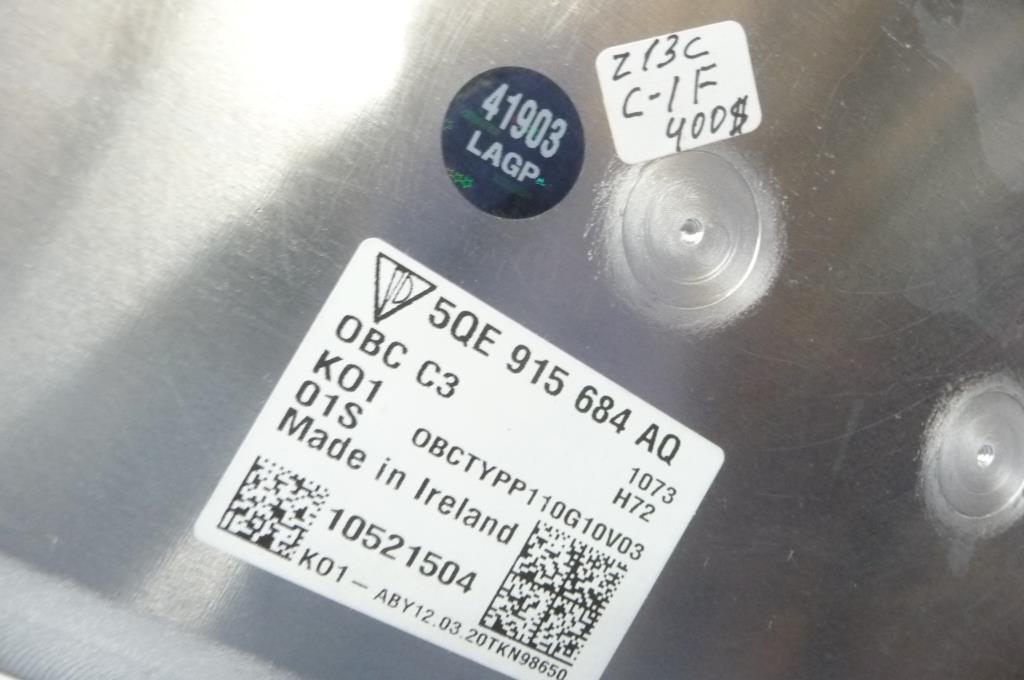 Z13C
C-1F
400$
41903
LAGP
5QE 915 684 AQ
OBC C3
K01
01S
1073
H72
OBCTYPP110G10V03
Made in Ireland
10521504
K01 - ABY12.03.20TKN98650